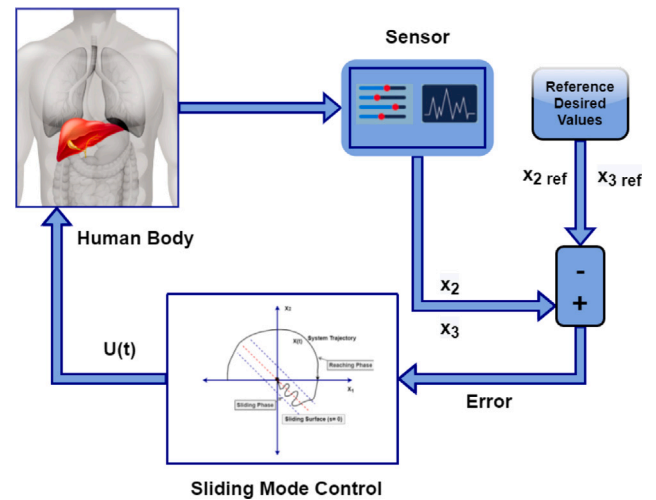 Sensor
Reference
Desired
Values
x2 ref
x3 ref
Human Body
-
+
x2
x3
U(t)
Error
X2
X(t)
System Trajectory
Reaching Phase
X1
Sliding Phase
Sliding Surface (s= 0)
Sliding Mode Control